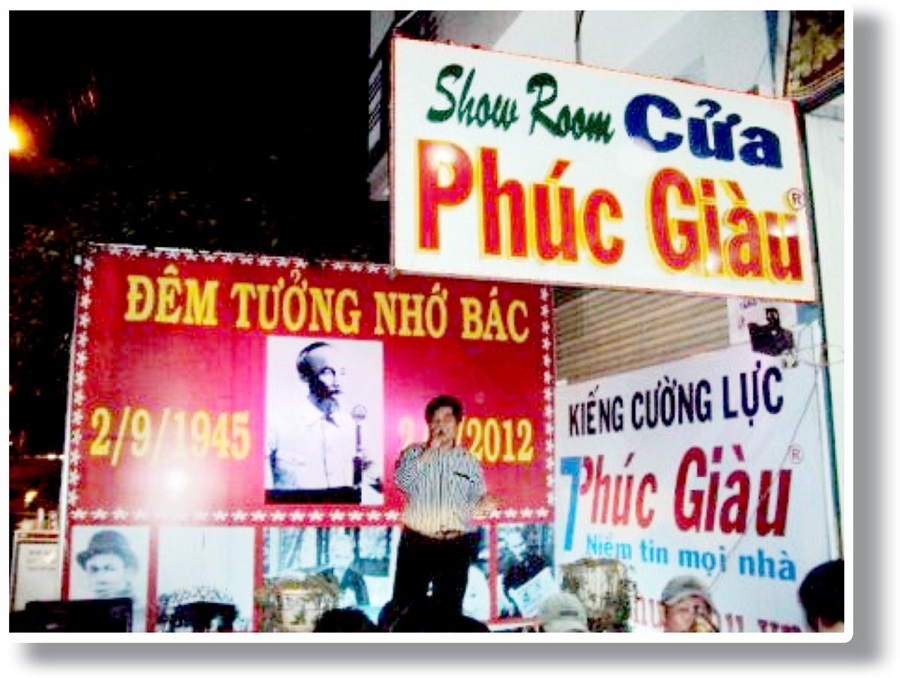 Show Room Cửa
Phúc Giàu
®
ĐÊM TƯỞNG NHỚ BÁC
2/9/1945
2012
KIẾNG CƯỜNG LỰC
Phúc Giàu
®
Niềm tin mọi nhà